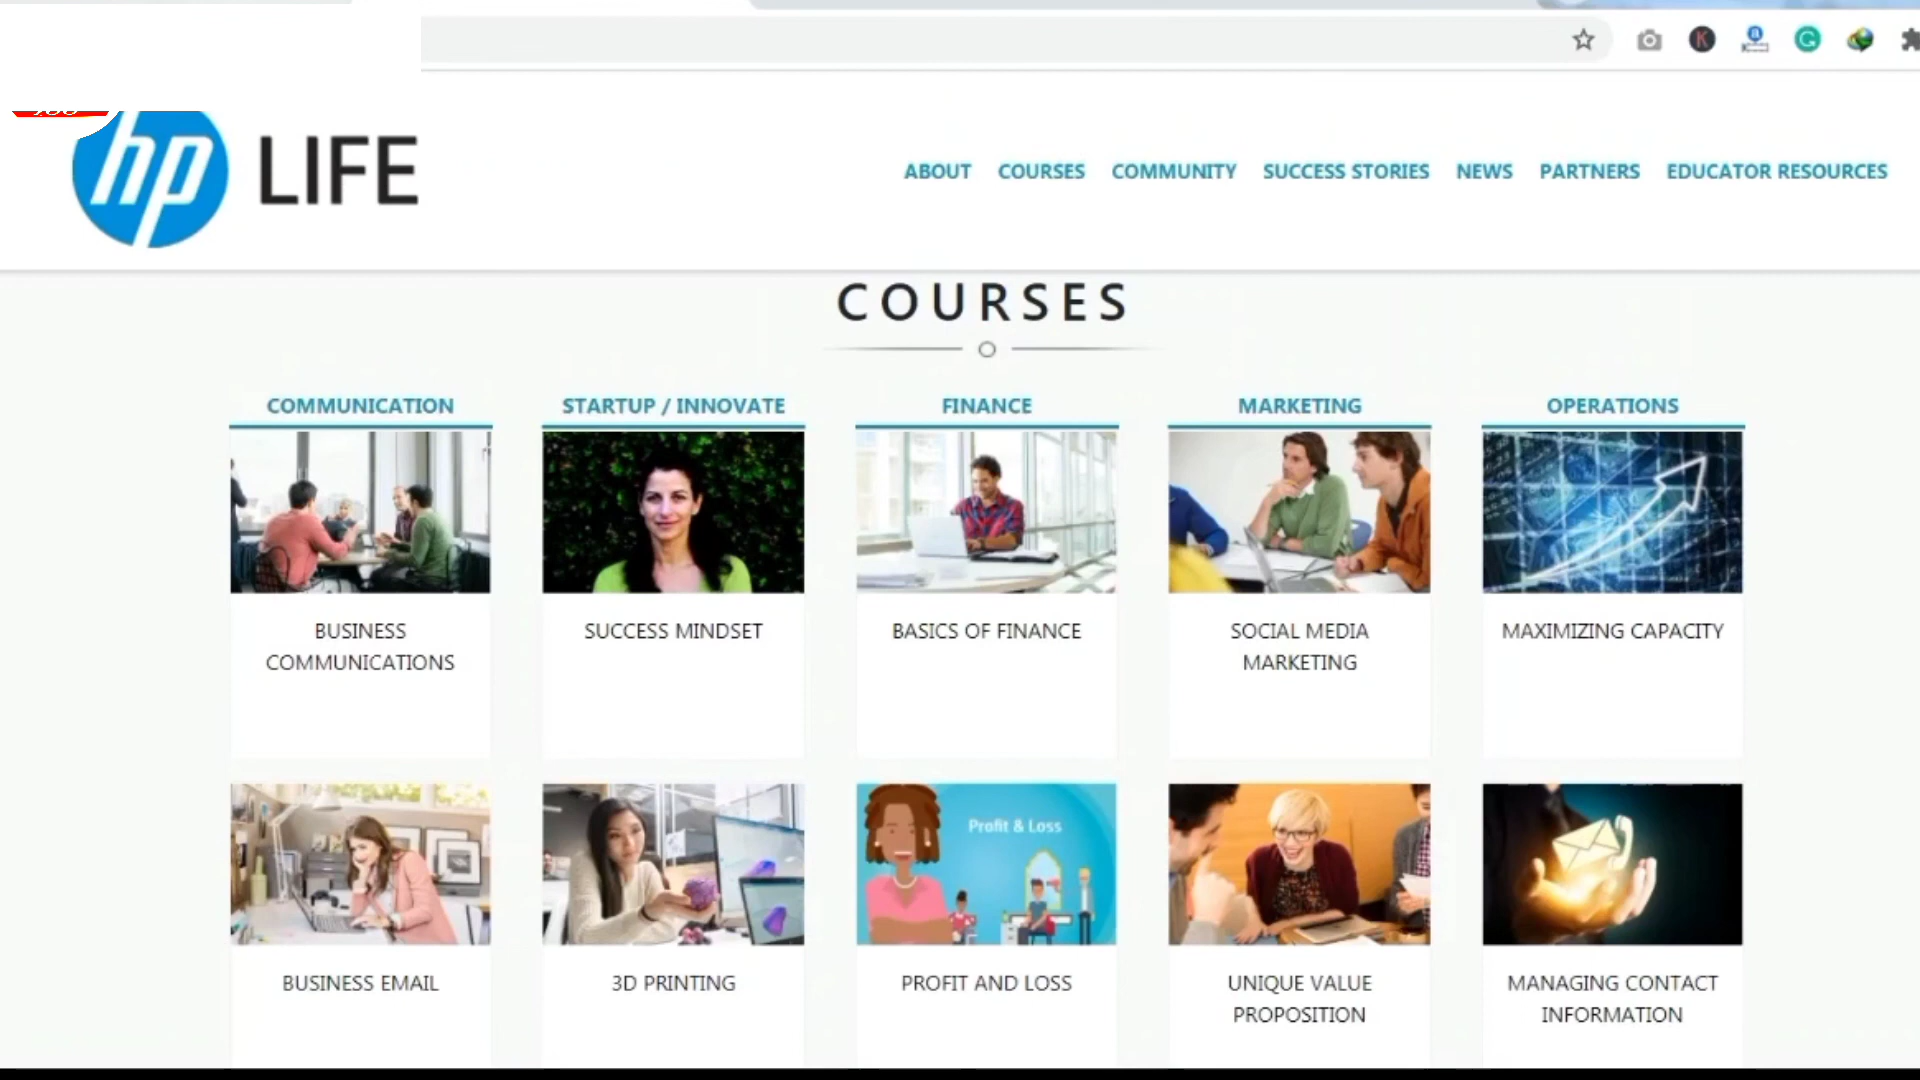 hp LIFE
ABOUT COURSES COMMUNITY SUCCESS STORIES NEWS PARTNERS EDUCATOR RESOURCES
COURSES
COMMUNICATION STARTUP / INNOVATE FINANCE MARKETING OPERATIONS
BUSINESS
COMMUNICATIONS
SUCCESS MINDSET
BASICS OF FINANCE
SOCIAL MEDIA
MARKETING
MAXIMIZING CAPACITY
Profit & Loss
BUSINESS EMAIL
3D PRINTING
PROFIT AND LOSS
UNIQUE VALUE
PROPOSITION
MANAGING CONTACT
INFORMATION